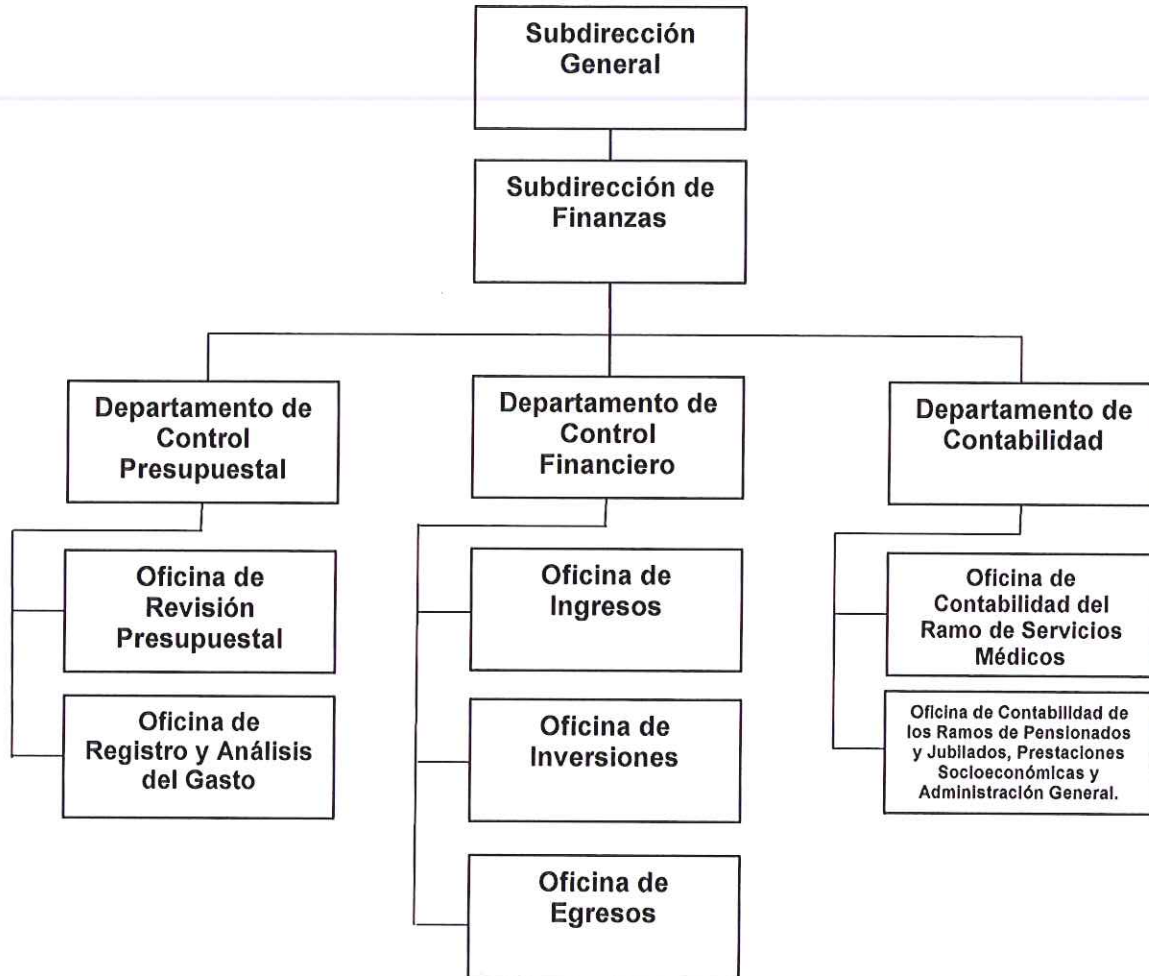 Subdirección
General
Subdirección de
Finanzas
Departamento de
Control
Presupuestal
Departamento de
Control
Financiero
Departamento de
Contabilidad
Oficina de
Revisión
Presupuestal
Oficina de
Registro y Análisis
del Gasto
Oficina de
Ingresos
Oficina de
Inversiones
Oficina de
Egresos
Oficina de
Contabilidad del
Ramo de Servicios
Médicos
Oficina de Contabilidad de
los Ramos de Pensionados
y Jubilados, Prestaciones
Socioeconómicas y
Administración General.